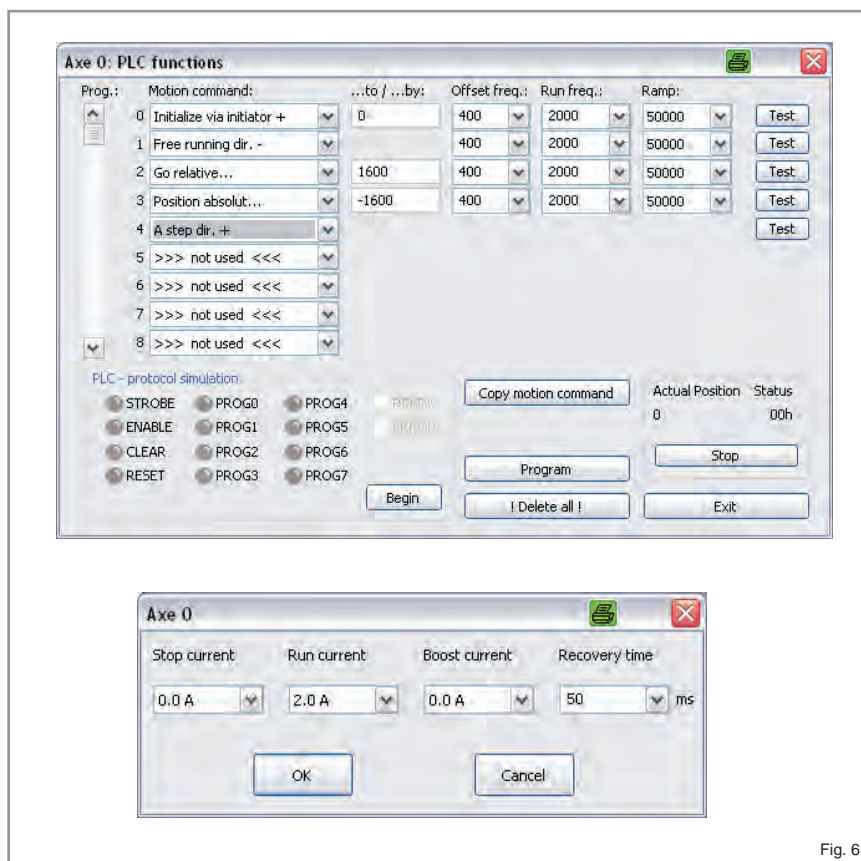 Axe 0: PLC functions
Prog.: Motion command: ...to / ...by: Offset freq.: Run freq.: Ramp:
0 Initialize via initiator + 0 400 2000 50000 Test
1 Free running dir. - 400 2000 50000 Test
2 Go relative... 1600 400 2000 50000 Test
3 Position absolut... -1600 400 2000 50000 Test
4 A step dir. + Test
5 >>> not used <<<
6 >>> not used <<<
7 >>> not used <<<
8 >>> not used <<<
PLC - protocol simulation
STROBE PROG0 PROG4
ENABLE PROG1 PROG5
CLEAR PROG2 PROG6
RESET PROG3 PROG7
Begin
Copy motion command
Program
! Delete all !
Actual Position Status
0 00h
Stop
Exit
Axe 0
Stop current Run current Boost current Recovery time
0.0 A 2.0 A 0.0 A 50 ms
OK Cancel
Fig. 6